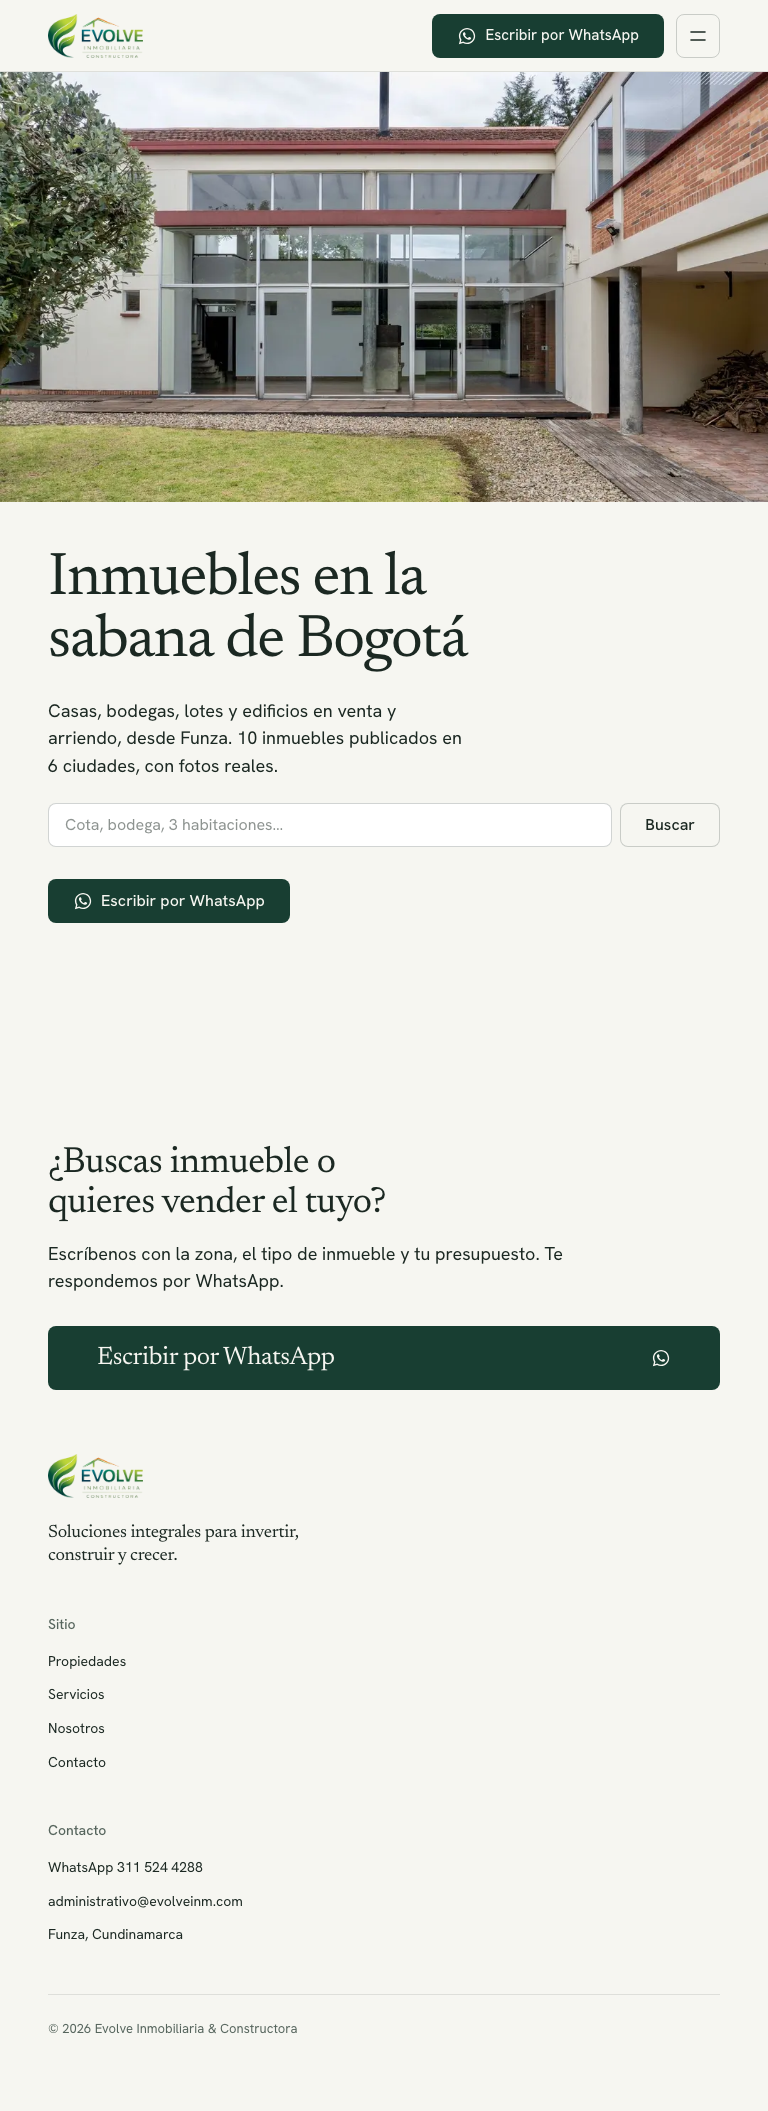 EVOLVE
INMOBILIARIA
CONSTRUCTORA
Escribir por WhatsApp
Inmuebles en la
sabana de Bogotá
Casas, bodegas, lotes y edificios en venta y
arriendo, desde Funza. 10 inmuebles publicados en
6 ciudades, con fotos reales.
Cota, bodega, 3 habitaciones...
Buscar
Escribir por WhatsApp
¿Buscas inmueble o
quieres vender el tuyo?
Escríbenos con la zona, el tipo de inmueble y tu presupuesto. Te
respondemos por WhatsApp.
Escribir por WhatsApp
EVOLVE
INMOBILIARIA
CONSTRUCTORA
Soluciones integrales para invertir,
construir y crecer.
Sitio
Propiedades
Servicios
Nosotros
Contacto
Contacto
WhatsApp 311 524 4288
administrativo@evolveinm.com
Funza, Cundinamarca
© 2026 Evolve Inmobiliaria & Constructora